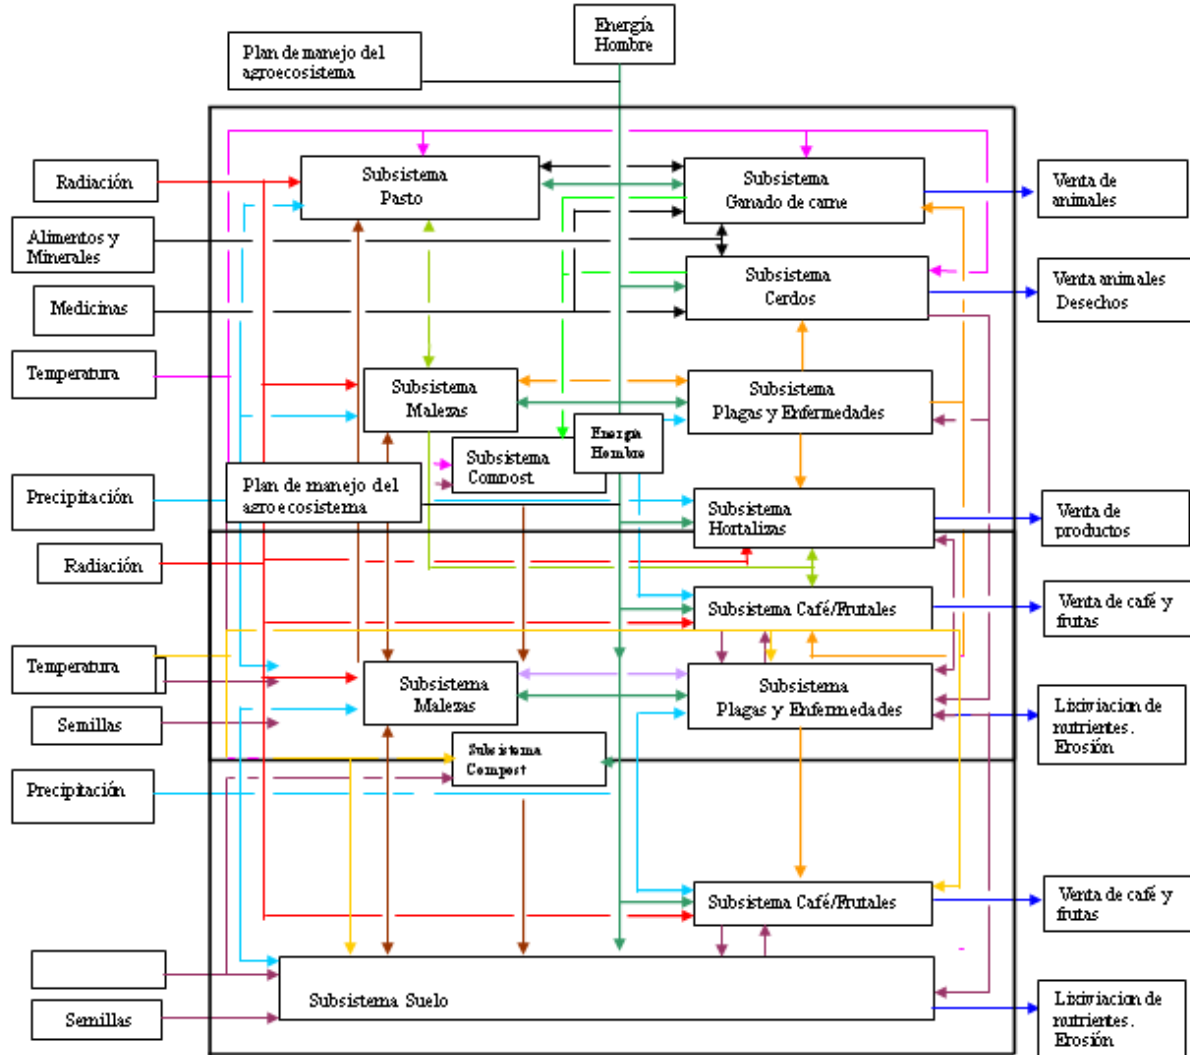 Energía
Hombre
Plan de manejo del
agroecosistema
Radiación
Subsistema
Pasto
Subsistema
Ganado de carne
Venta de
animales
Alimentos y
Minerales
Subsistema
Cerdos
Venta animales
Desechos
Medicinas
Temperatura
Subsistema
Malezas
Subsistema
Plagas y Enfermedades
Energía
Hombre
Subsistema
Compost
Plan de manejo del
agroecosistema
Precipitación
Subsistema
Hortalizas
Venta de
productos
Radiación
Subsistema Café/Frutales
Venta de café y
frutas
Temperatura
Subsistema
Malezas
Subsistema
Plagas y Enfermedades
Lixiviacion de
nutrientes.
Erosión
Semillas
Subsistema
Compost
Precipitación
Subsistema Café/Frutales
Venta de café y
frutas
Subsistema Suelo
Semillas
Lixiviacion de
nutrientes.
Erosión